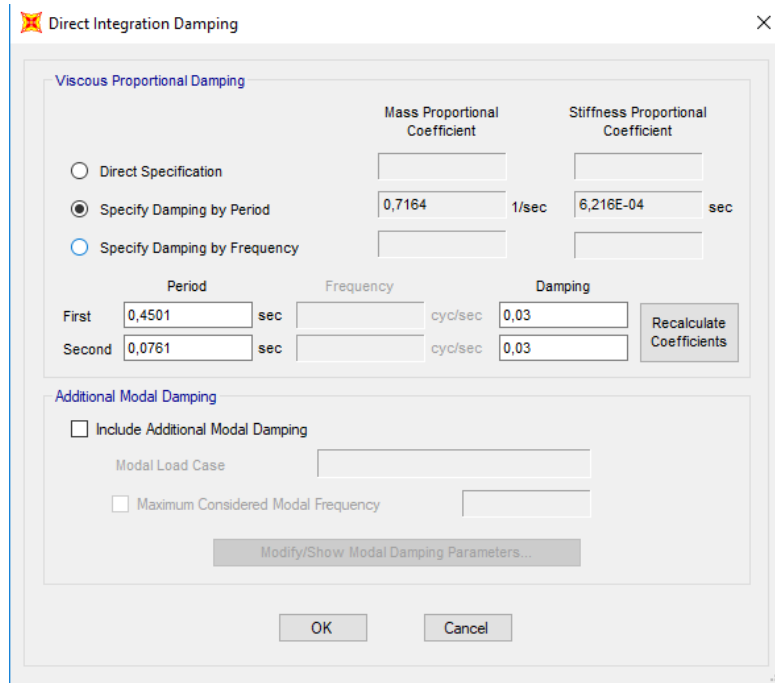 Direct Integration Damping
Viscous Proportional Damping
Mass Proportional Coefficient
Stiffness Proportional Coefficient
Direct Specification
Specify Damping by Period 0,7164 1/sec 6,216E-04 sec
Specify Damping by Frequency
Period Frequency Damping
First 0,4501 sec cyc/sec 0,03
Second 0,0761 sec cyc/sec 0,03
Recalculate Coefficients
Additional Modal Damping
Include Additional Modal Damping
Modal Load Case
Maximum Considered Modal Frequency
Modify/Show Modal Damping Parameters...
OK Cancel